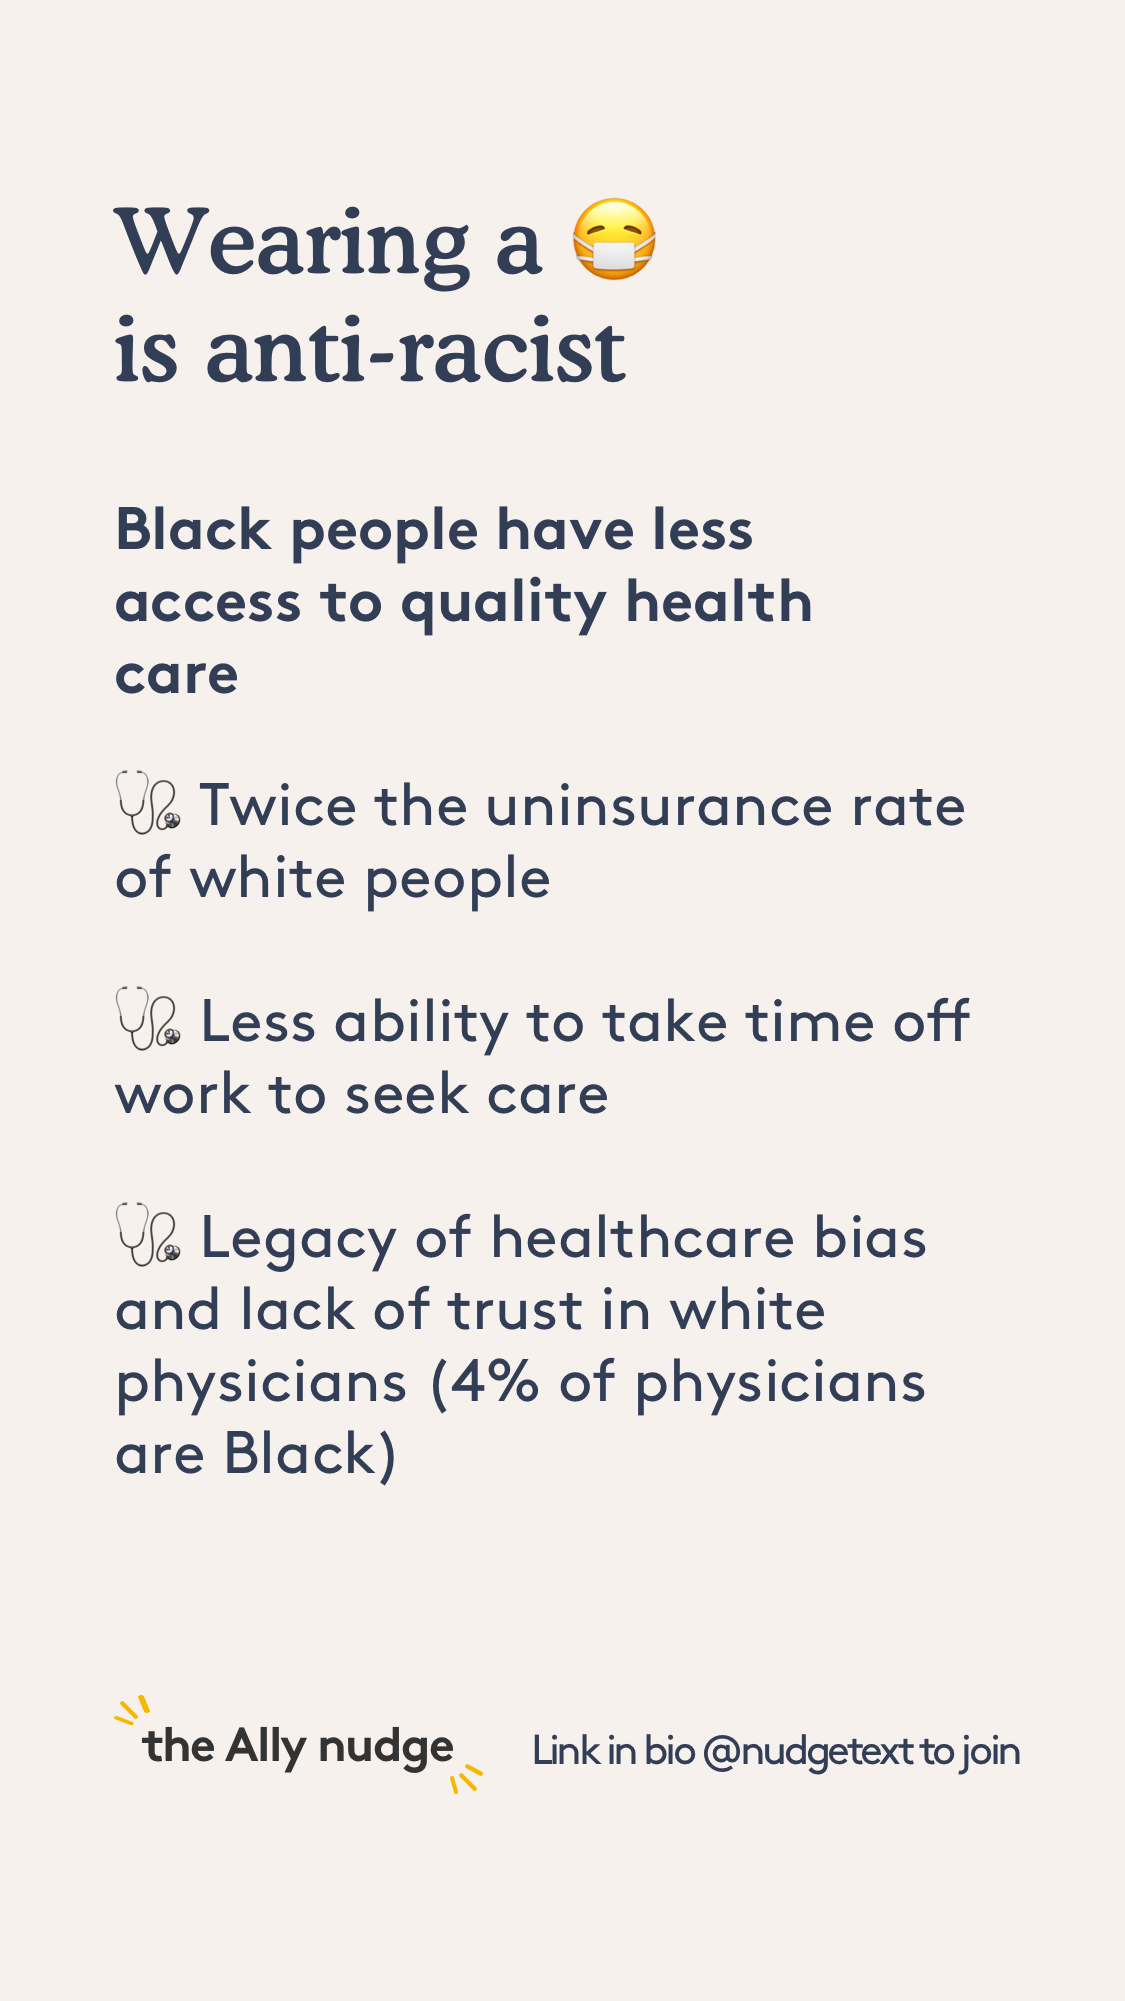 Wearing a 😷
is anti-racist
Black people have less
access to quality health
care
🩺 Twice the uninsurance rate
of white people
🩺 Less ability to take time off
work to seek care
🩺 Legacy of healthcare bias
and lack of trust in white
physicians (4% of physicians
are Black)
the Ally nudge
Link in bio @nudgetext to join